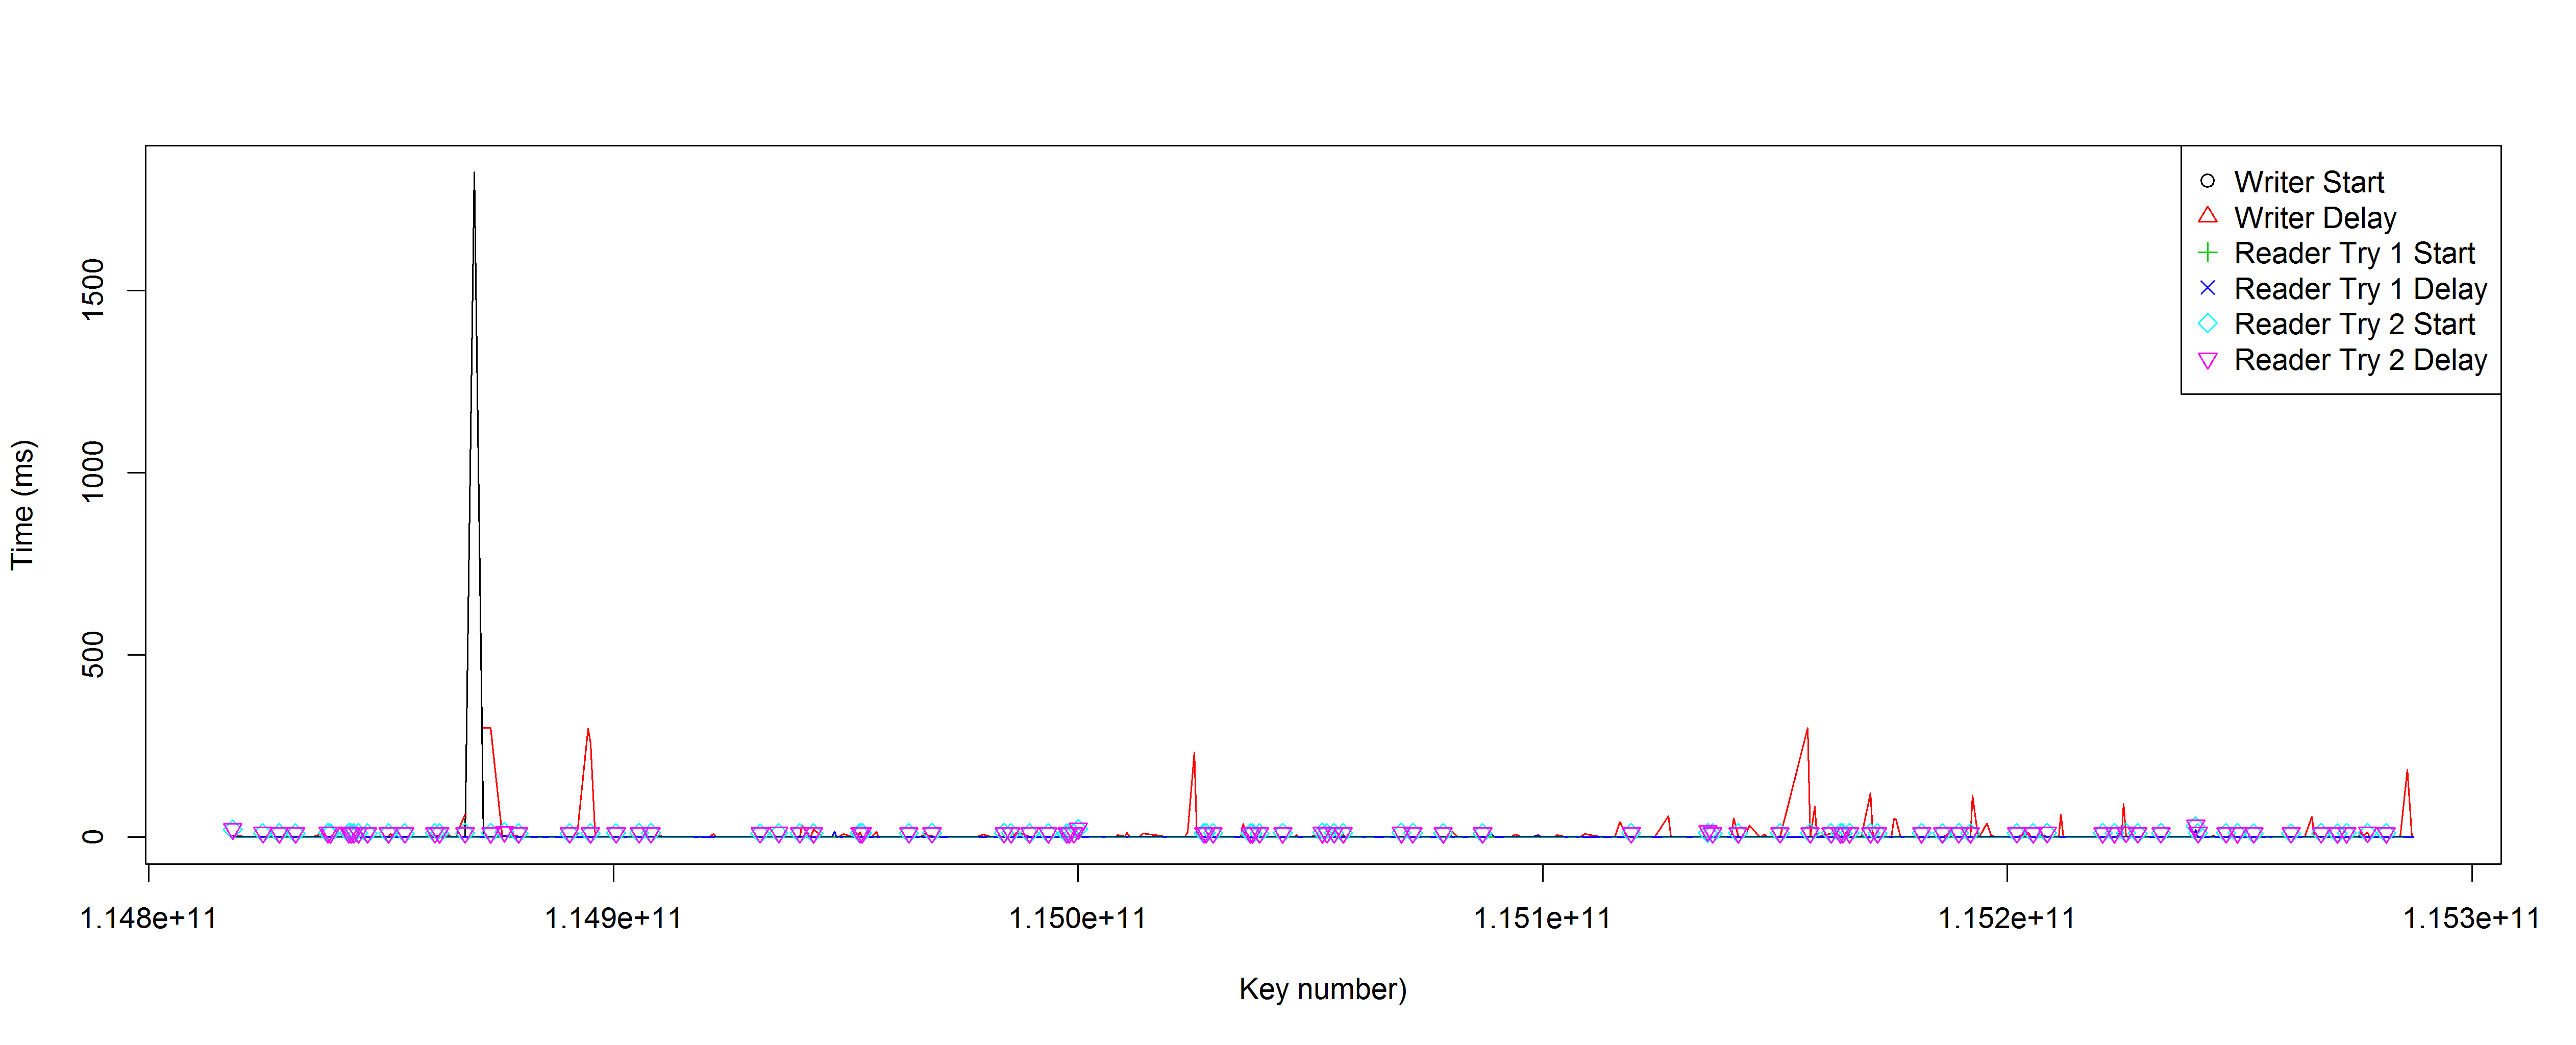 Time (ms)
1500
1000
500
0
Writer Start
Writer Delay
Reader Try 1 Start
Reader Try 1 Delay
Reader Try 2 Start
Reader Try 2 Delay
1.148e+11 1.149e+11 1.150e+11 1.151e+11 1.152e+11 1.153e+11
Key number)